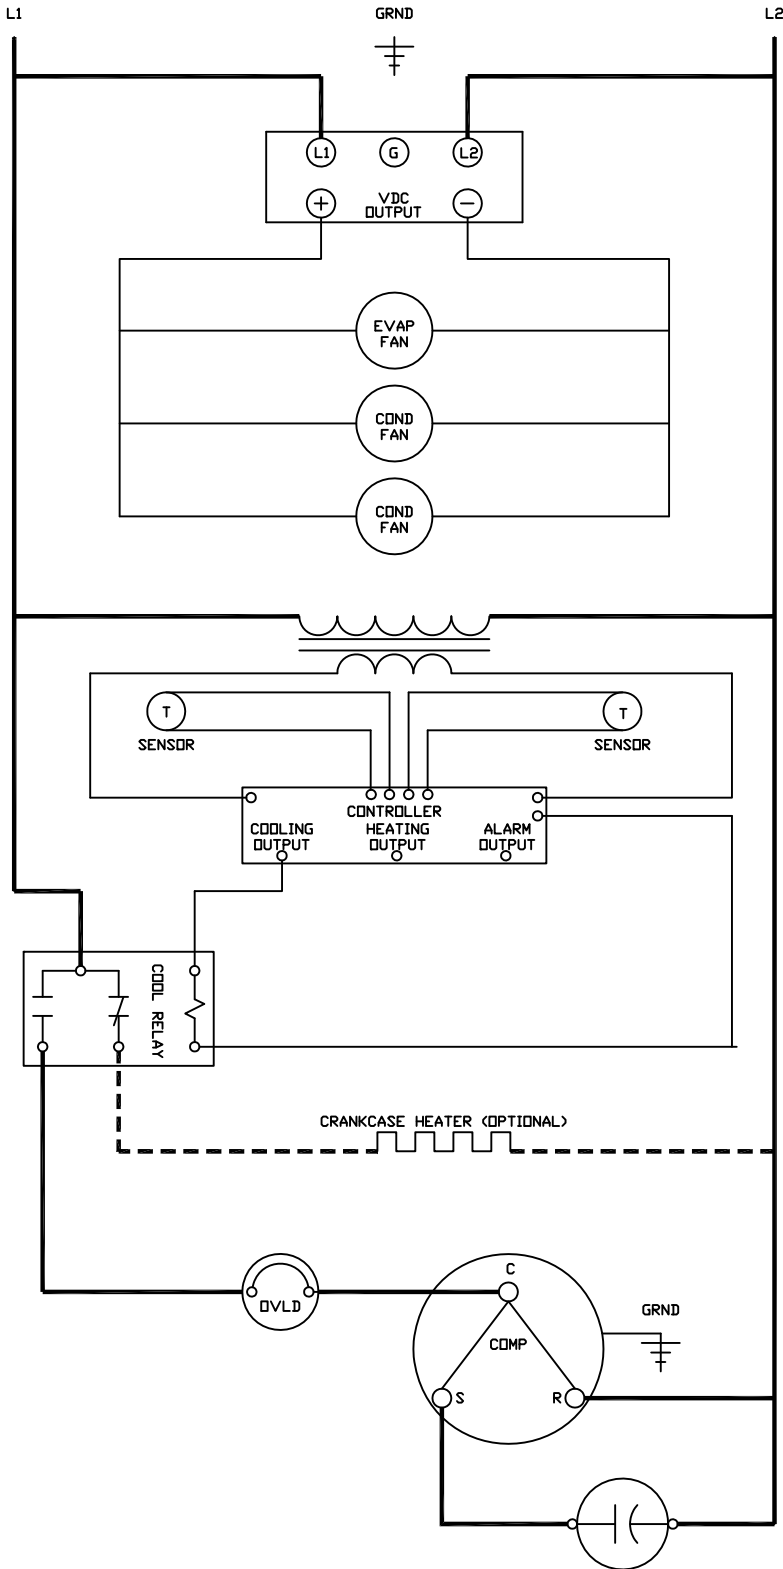 L1 GRND L2
L1 G L2
+ VDC −
OUTPUT
EVAP
FAN
COND
FAN
COND
FAN
T T
SENSOR SENSOR
CONTROLLER
COOLING HEATING ALARM
OUTPUT OUTPUT OUTPUT
COOL RELAY
CRANKCASE HEATER (OPTIONAL)
C
OVLD
GRND
COMP
S R